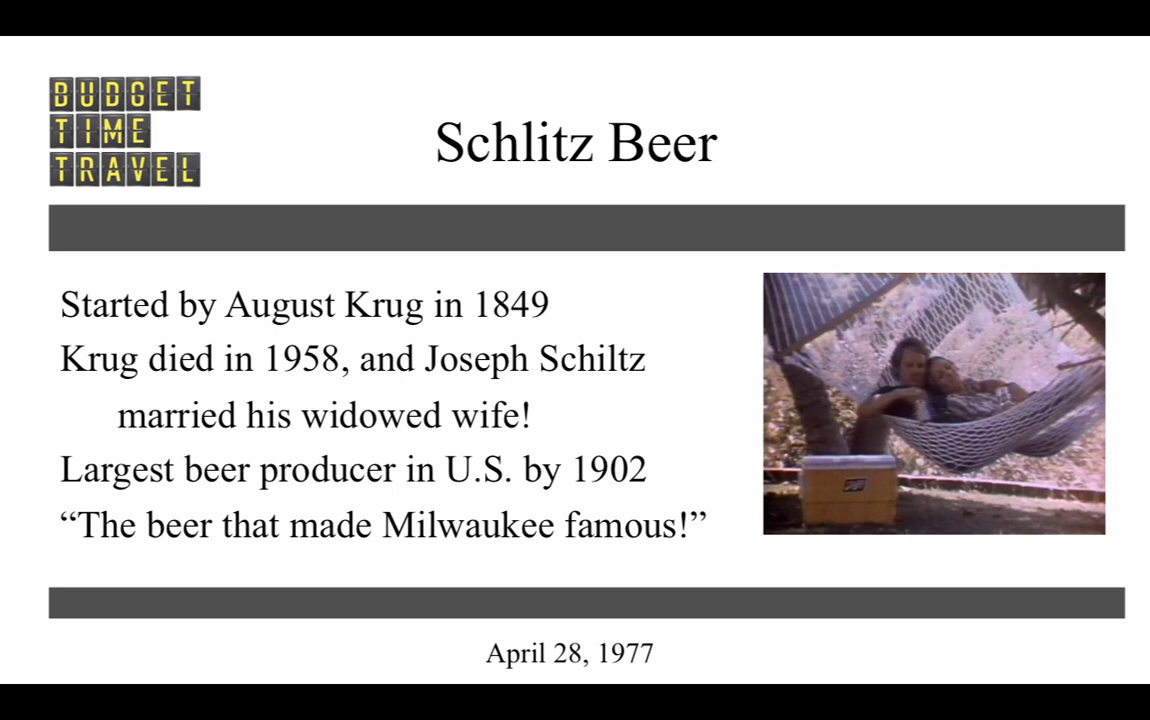 BUDGET
TIME
TRAVEL
Schlitz Beer
Started by August Krug in 1849
Krug died in 1958, and Joseph Schiltz
married his widowed wife!
Largest beer producer in U.S. by 1902
“The beer that made Milwaukee famous!”
April 28, 1977